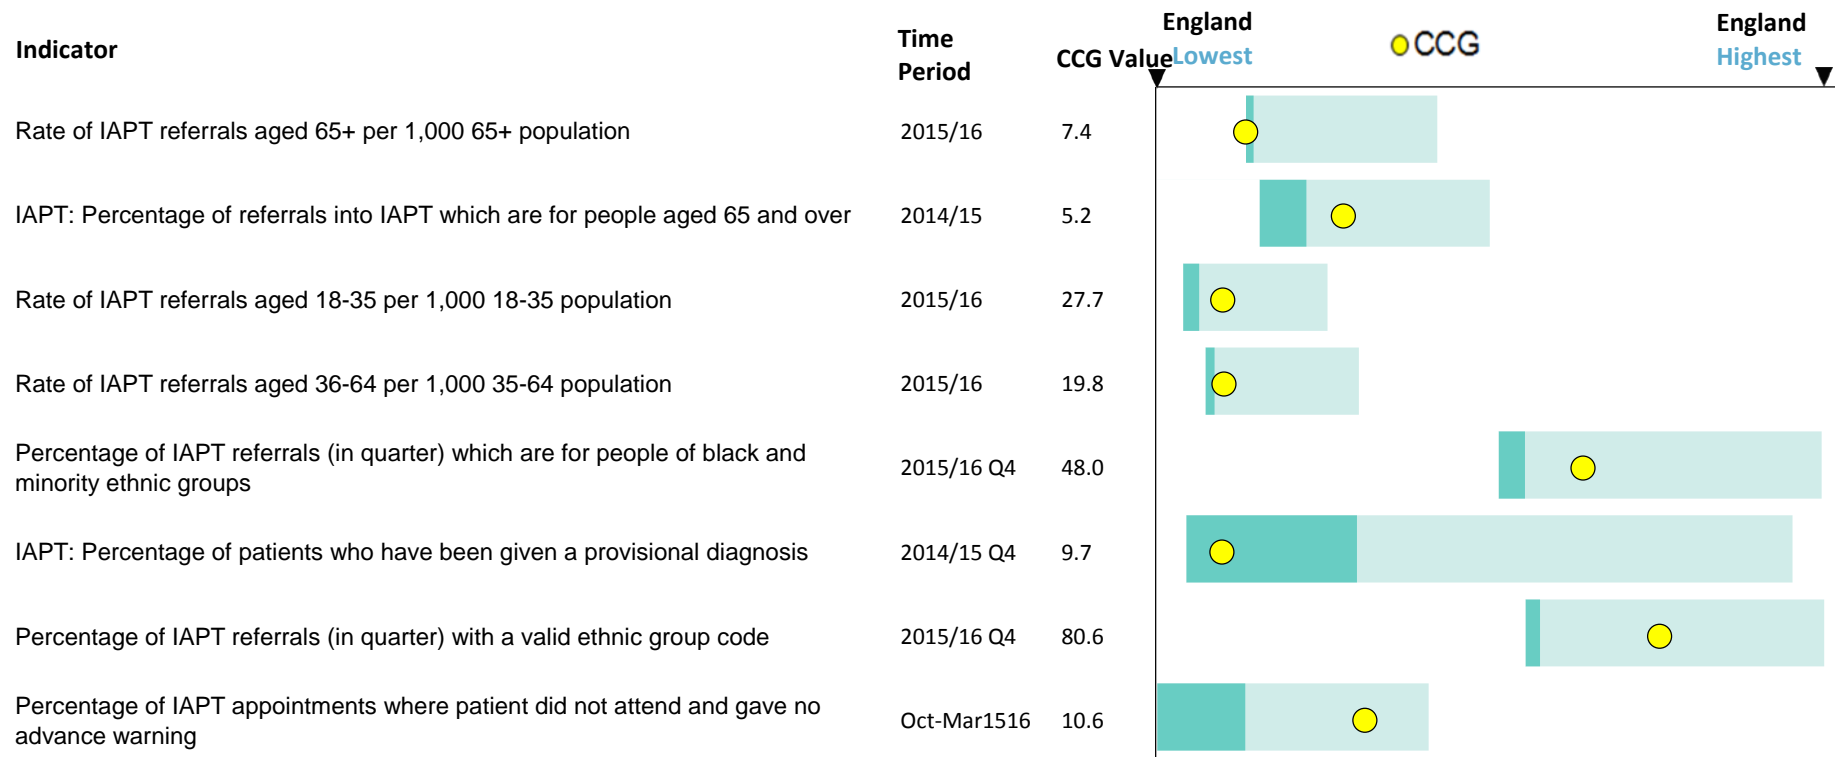 Indicator
Time
Period
CCG Value
England
Lowest
CCG
England
Highest
Rate of IAPT referrals aged 65+ per 1,000 65+ population 2015/16 7.4
IAPT: Percentage of referrals into IAPT which are for people aged 65 and over 2014/15 5.2
Rate of IAPT referrals aged 18-35 per 1,000 18-35 population 2015/16 27.7
Rate of IAPT referrals aged 36-64 per 1,000 35-64 population 2015/16 19.8
Percentage of IAPT referrals (in quarter) which are for people of black and
minority ethnic groups 2015/16 Q4 48.0
IAPT: Percentage of patients who have been given a provisional diagnosis 2014/15 Q4 9.7
Percentage of IAPT referrals (in quarter) with a valid ethnic group code 2015/16 Q4 80.6
Percentage of IAPT appointments where patient did not attend and gave no
advance warning Oct-Mar1516 10.6